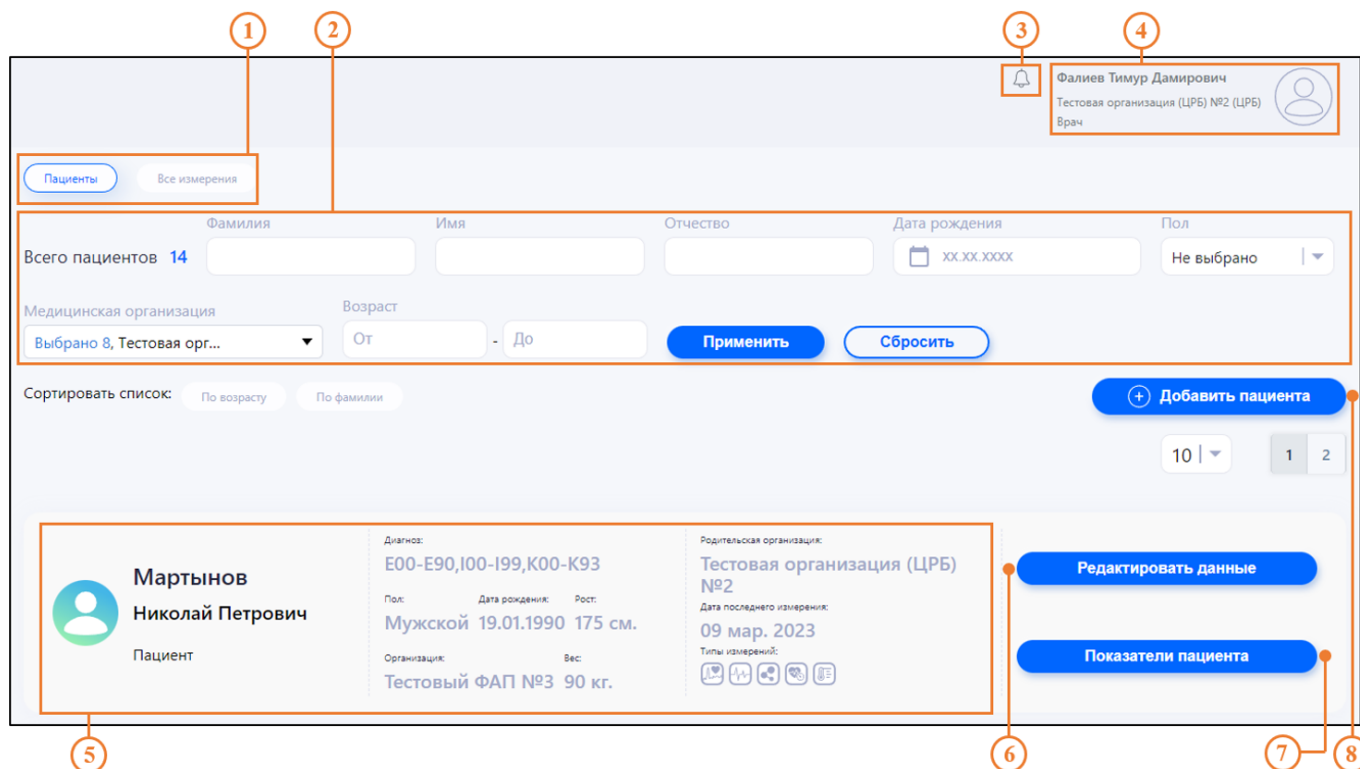 1 2 3 4
Фалиев Тимур Дамирович
Тестовая организация (ЦРБ) №2 (ЦРБ)
Врач
Пациенты Все измерения
Фамилия Имя Отчество Дата рождения Пол
Всего пациентов 14 xx.xx.xxxx Не выбрано
Медицинская организация Возраст
Выбрано 8, Тестовая орг... От - До Применить Сбросить
Сортировать список: По возрасту По фамилии Добавить пациента
10 1 2
Мартынов
Николай Петрович
Пациент
Диагноз:
E00-E90,I00-I99,K00-K93
Пол: Дата рождения: Рост:
Мужской 19.01.1990 175 см.
Организация: Вес:
Тестовый ФАП №3 90 кг.
Родительская организация:
Тестовая организация (ЦРБ)
№2
Дата последнего измерения:
09 мар. 2023
Типы измерений:
Редактировать данные
Показатели пациента
5 6 7 8